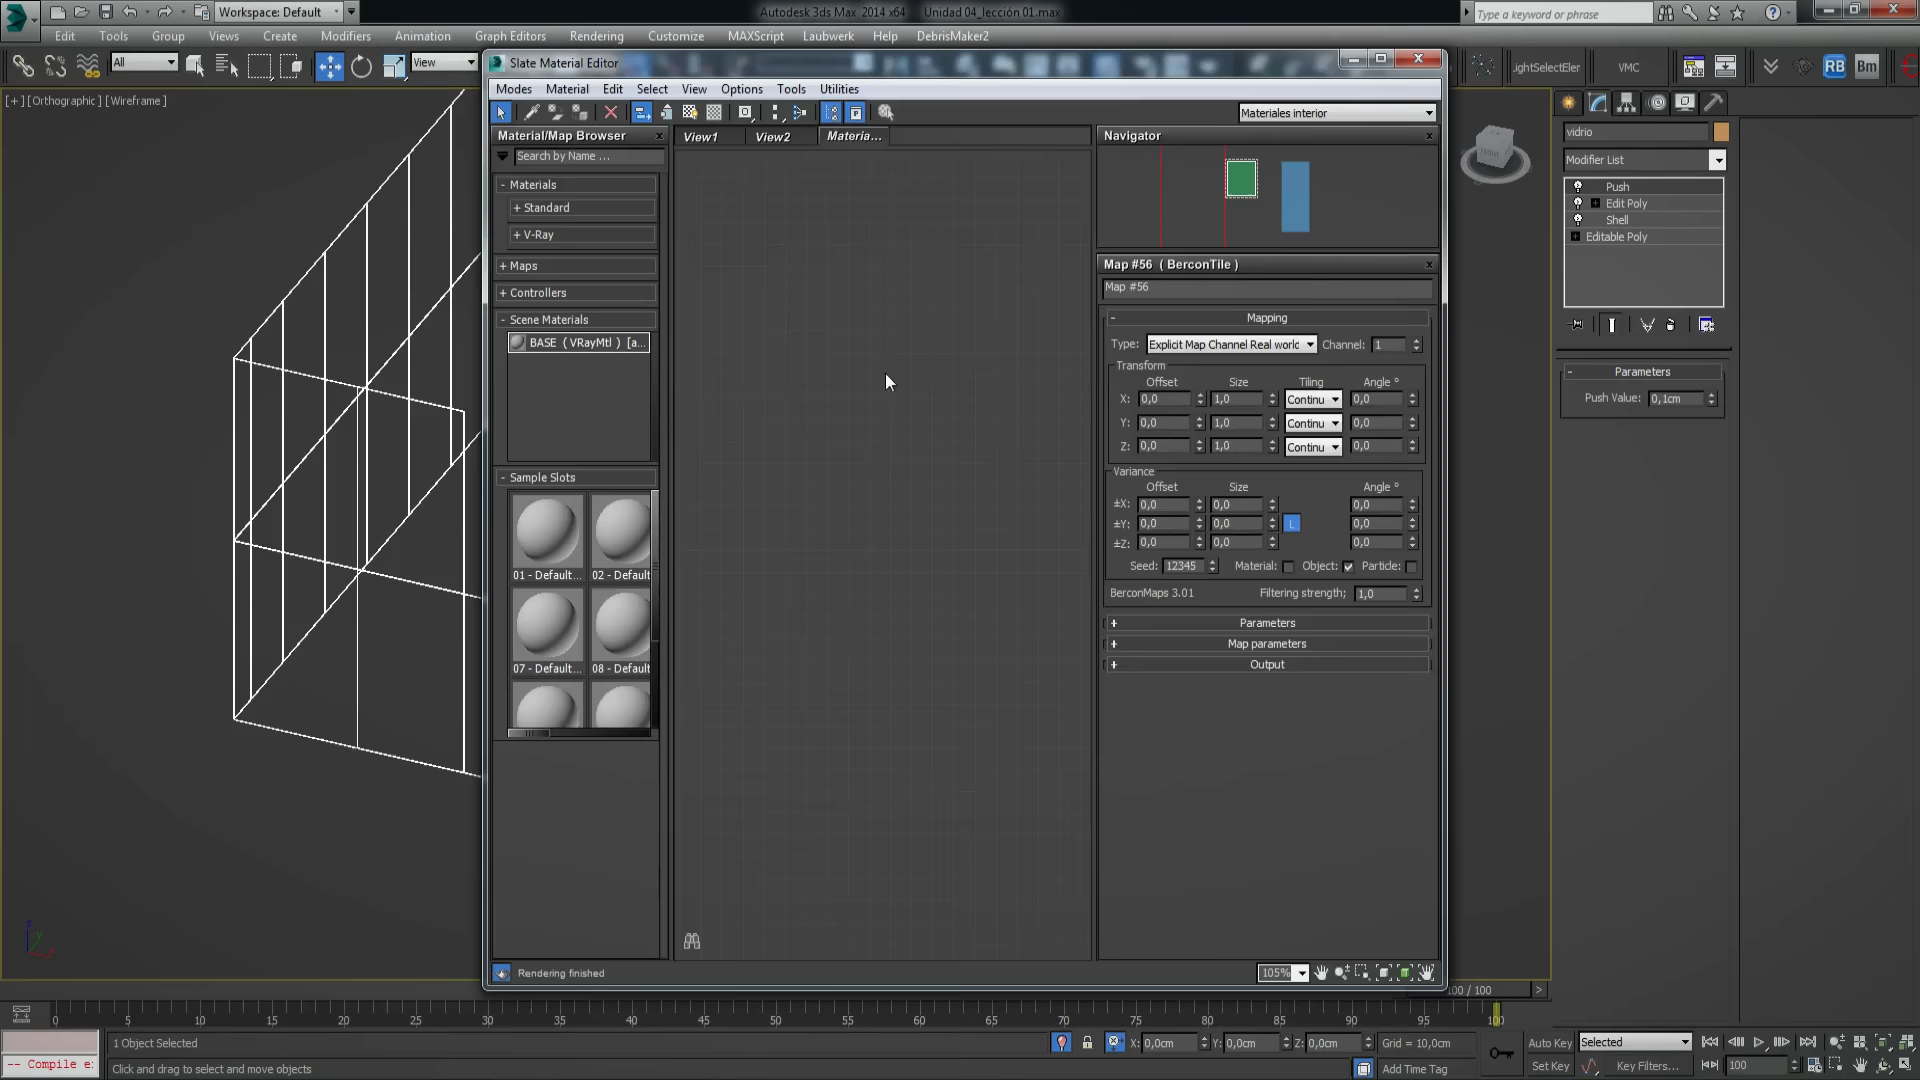 Workspace: Default
Autodesk 3ds Max 2014 x64 Unidad 04_lección 01.max
Type a keyword or phrase
Edit Tools Group Views Create Modifiers Animation Graph Editors Rendering Customize MAXScript Laubwerk Help DebrisMaker2
All
View
VMC
RB
Bm
[+] [Orthographic] [Wireframe]
Slate Material Editor
Modes Material Edit Select View Options Tools Utilities
Materiales interior
Material/Map Browser
View1 View2 Materia...
Navigator
Search by Name ...
- Materials
+ Standard
+ V-Ray
+ Maps
+ Controllers
- Scene Materials
BASE ( VRayMtl ) [a...
- Sample Slots
01 - Default...
02 - Default
07 - Default...
08 - Default
Map #56 ( BerconTile )
Map #56
- Mapping
Type: Explicit Map Channel Real world Channel: 1
Transform
Offset Size Tiling Angle °
X: 0,0 1,0 Continu 0,0
Y: 0,0 1,0 Continu 0,0
Z: 0,0 1,0 Continu 0,0
Variance
Offset Size Angle °
±X: 0,0 0,0 0,0
±Y: 0,0 0,0 L 0,0
±Z: 0,0 0,0 0,0
Seed: 12345 Material: Object: Particle:
BerconMaps 3.01 Filtering strength; 1,0
+ Parameters
+ Map parameters
+ Output
Rendering finished
105%
vidrio
Modifier List
Push
Edit Poly
Shell
Editable Poly
- Parameters
Push Value: 0,1cm
100 / 100 >
0 5 10 15 20 25 30 35 40 45 50 55 60 65 70 75 80 85 90 95 100
1 Object Selected
X: 0,0cm Y: 0,0cm Z: 0,0cm Grid = 10,0cm
Auto Key Selected
-- Compile e:
Click and drag to select and move objects
Add Time Tag
Set Key Key Filters...
100